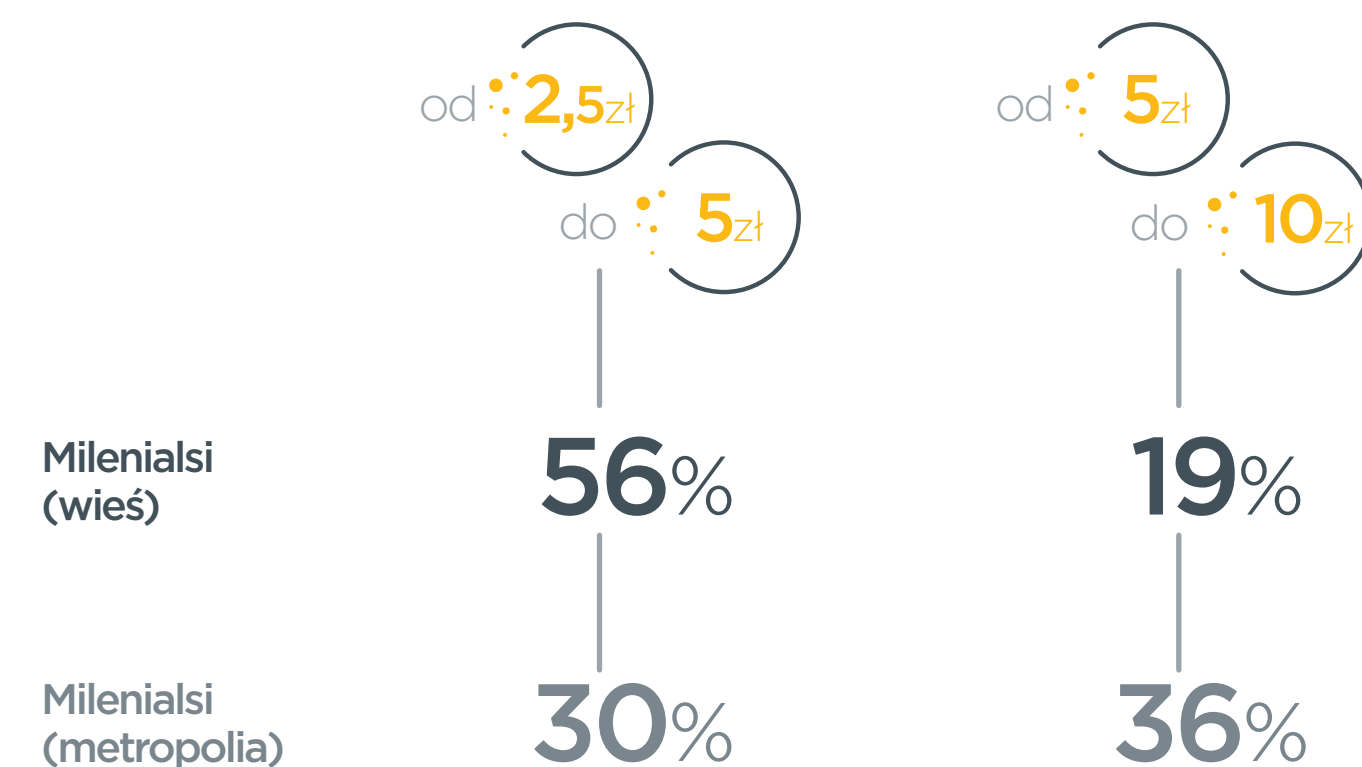 od 2,5zł
do 5zł
od 5zł
do 10zł
Milenialsi
(wieś)
56%
19%
Milenialsi
(metropolia)
30%
36%